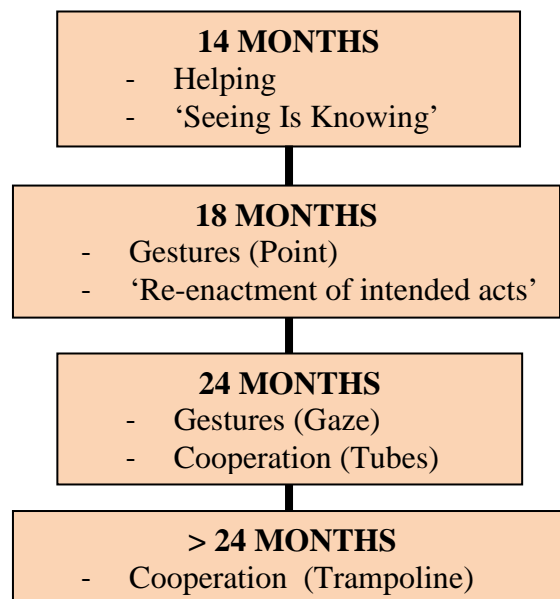 14 MONTHS
- Helping
- ‘Seeing Is Knowing’
18 MONTHS
- Gestures (Point)
- ‘Re-enactment of intended acts’
24 MONTHS
- Gestures (Gaze)
- Cooperation (Tubes)
> 24 MONTHS
- Cooperation (Trampoline)